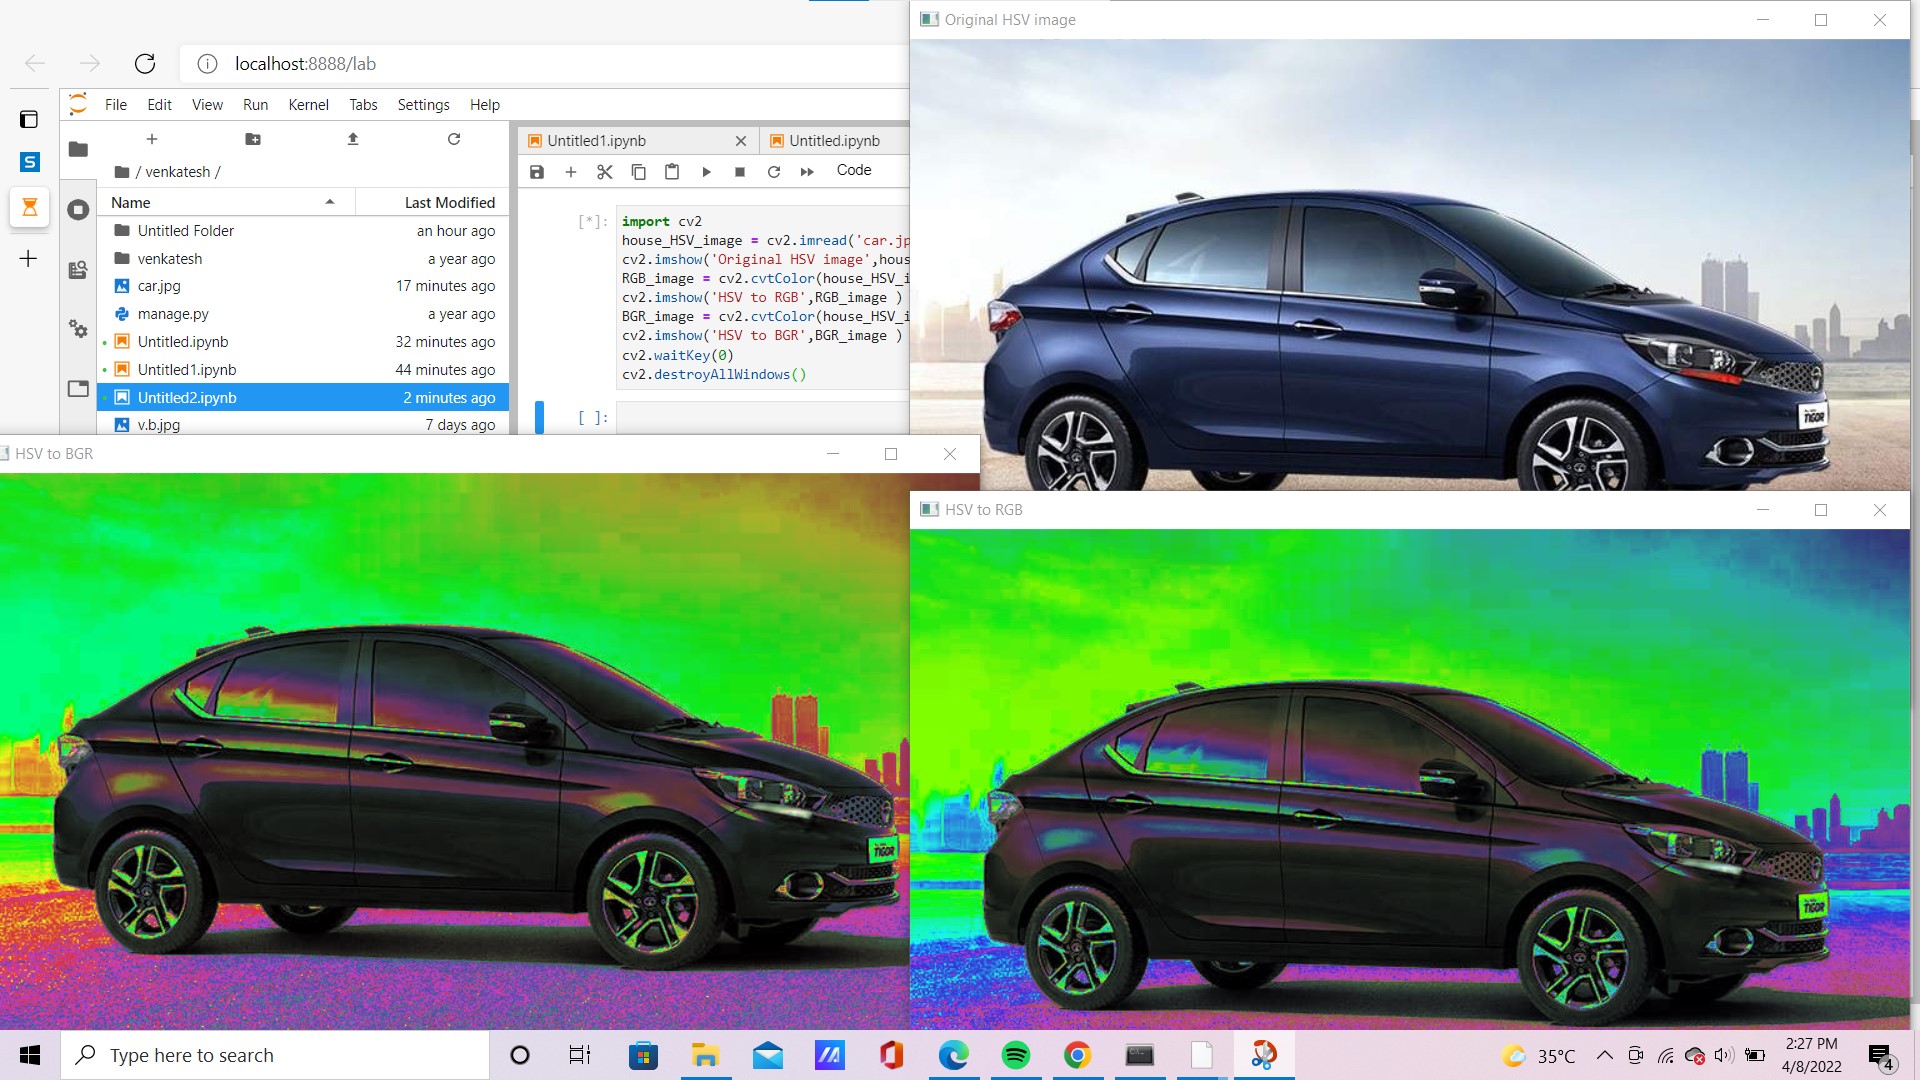 Original HSV image
localhost:8888/lab
File Edit View Run Kernel Tabs Settings Help
Untitled1.ipynb
Untitled.ipynb
/ venkatesh /
Code
Name Last Modified
Untitled Folder an hour ago
venkatesh a year ago
car.jpg 17 minutes ago
manage.py a year ago
Untitled.ipynb 32 minutes ago
Untitled1.ipynb 44 minutes ago
Untitled2.ipynb 2 minutes ago
v.b.jpg 7 days ago
[*]:
import cv2
house_HSV_image = cv2.imread('car.jp
cv2.imshow('Original HSV image',hous
RGB_image = cv2.cvtColor(house_HSV_i
cv2.imshow('HSV to RGB',RGB_image )
BGR_image = cv2.cvtColor(house_HSV_i
cv2.imshow('HSV to BGR',BGR_image )
cv2.waitKey(0)
cv2.destroyAllWindows()
[ ]:
TIGOR
HSV to BGR
TIGOR
HSV to RGB
TIGOR
Type here to search
35°C
2:27 PM
4/8/2022
4